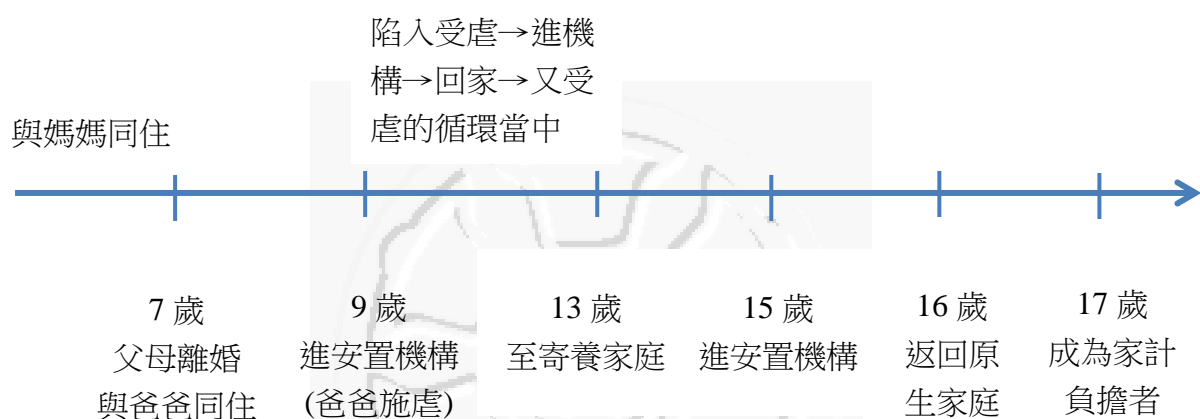 陷入受虐→進機
構→回家→又受
虐的循環當中
與媽媽同住
7 歲
父母離婚
與爸爸同住
9 歲
進安置機構
(爸爸施虐)
13 歲
至寄養家庭
15 歲
進安置機構
16 歲
返回原
生家庭
17 歲
成為家計
負擔者